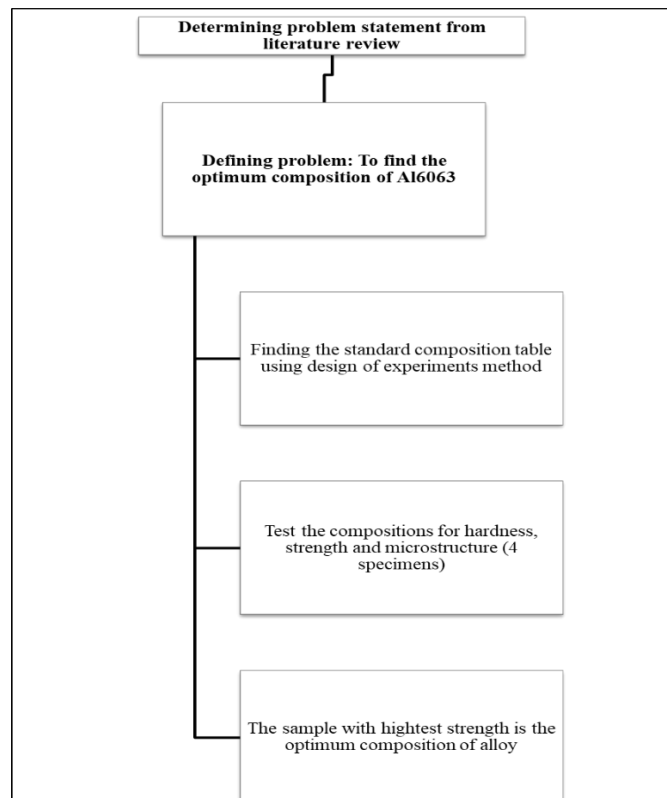 Determining problem statement from
literature review
Defining problem: To find the
optimum composition of Al6063
Finding the standard composition table
using design of experiments method
Test the compositions for hardness,
strength and microstructure (4
specimens)
The sample with hightest strength is the
optimum composition of alloy